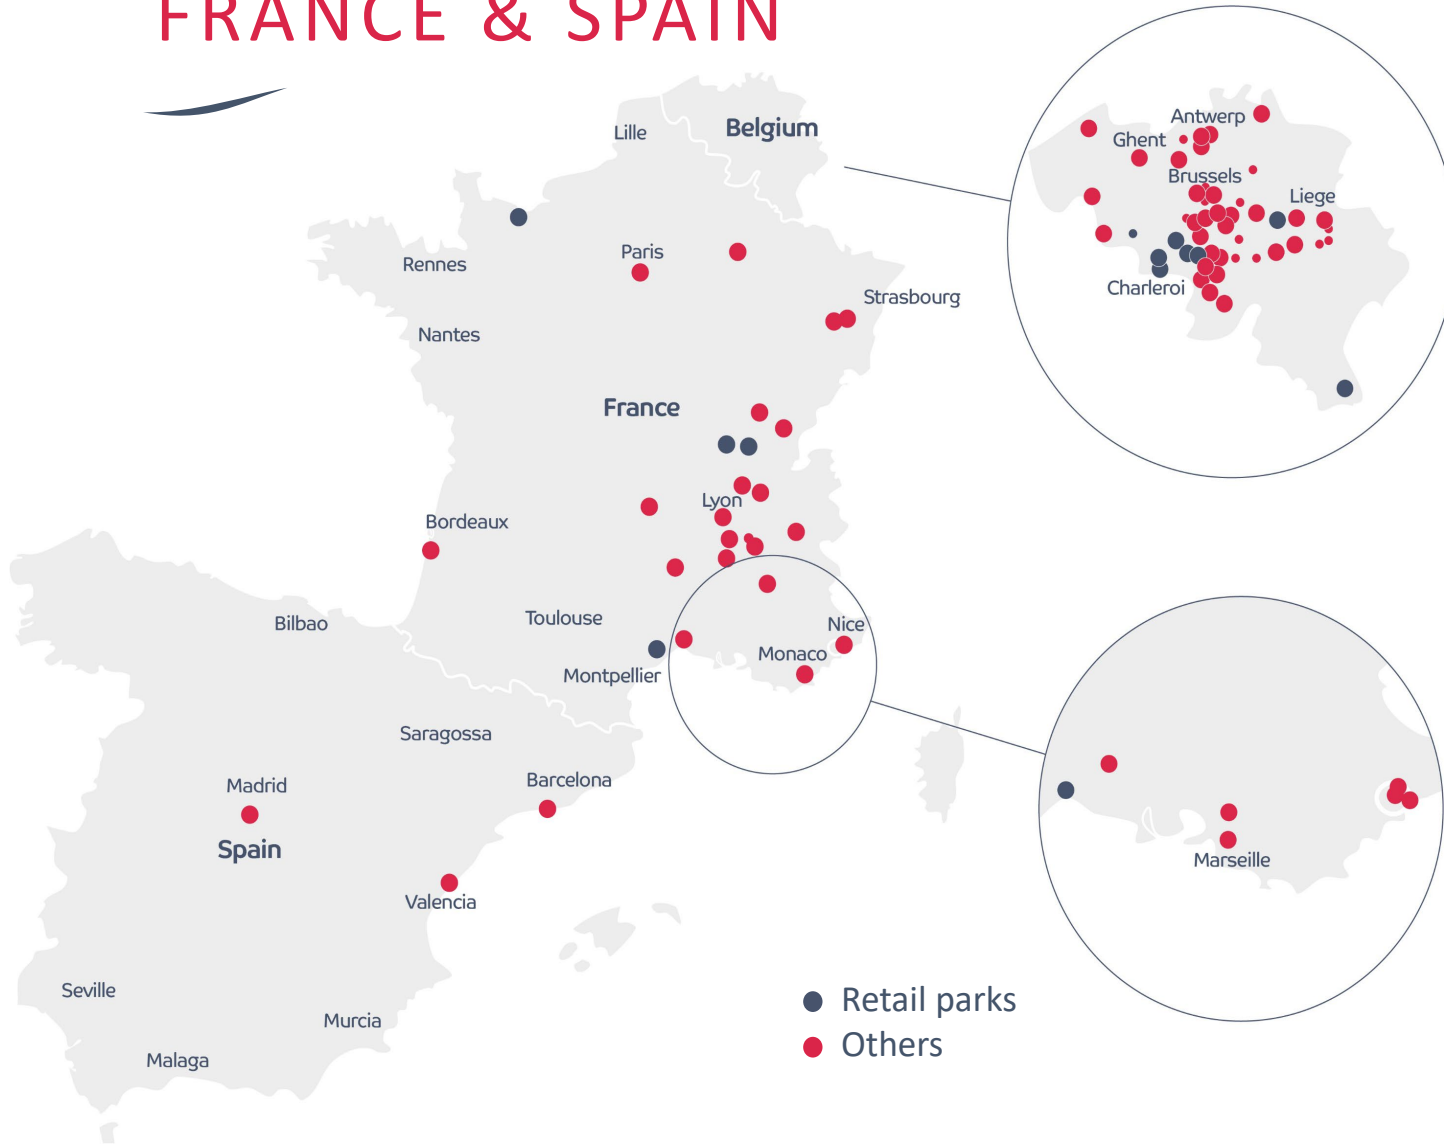 FRANCE & SPAIN
Lille
Belgium
Antwerp
Ghent
Brussels
Liege
Charleroi
Paris
Rennes
Strasbourg
Nantes
France
Lyon
Bordeaux
Bilbao
Toulouse
Nice
Monaco
Montpellier
Saragossa
Barcelona
Madrid
Spain
Valencia
Marseille
Seville
Murcia
Malaga
Retail parks
Others